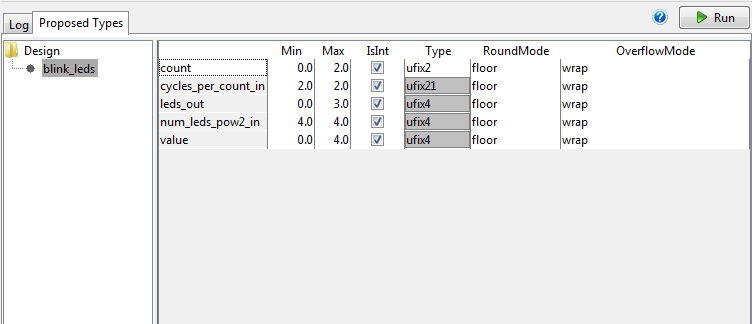 Run
Log Proposed Types
Design
blink_leds
Min Max IsInt Type RoundMode OverflowMode
count 0.0 2.0 ufix2 floor wrap
cycles_per_count_in 2.0 2.0 ufix21 floor wrap
leds_out 0.0 3.0 ufix4 floor wrap
num_leds_pow2_in 4.0 4.0 ufix4 floor wrap
value 0.0 4.0 ufix4 floor wrap